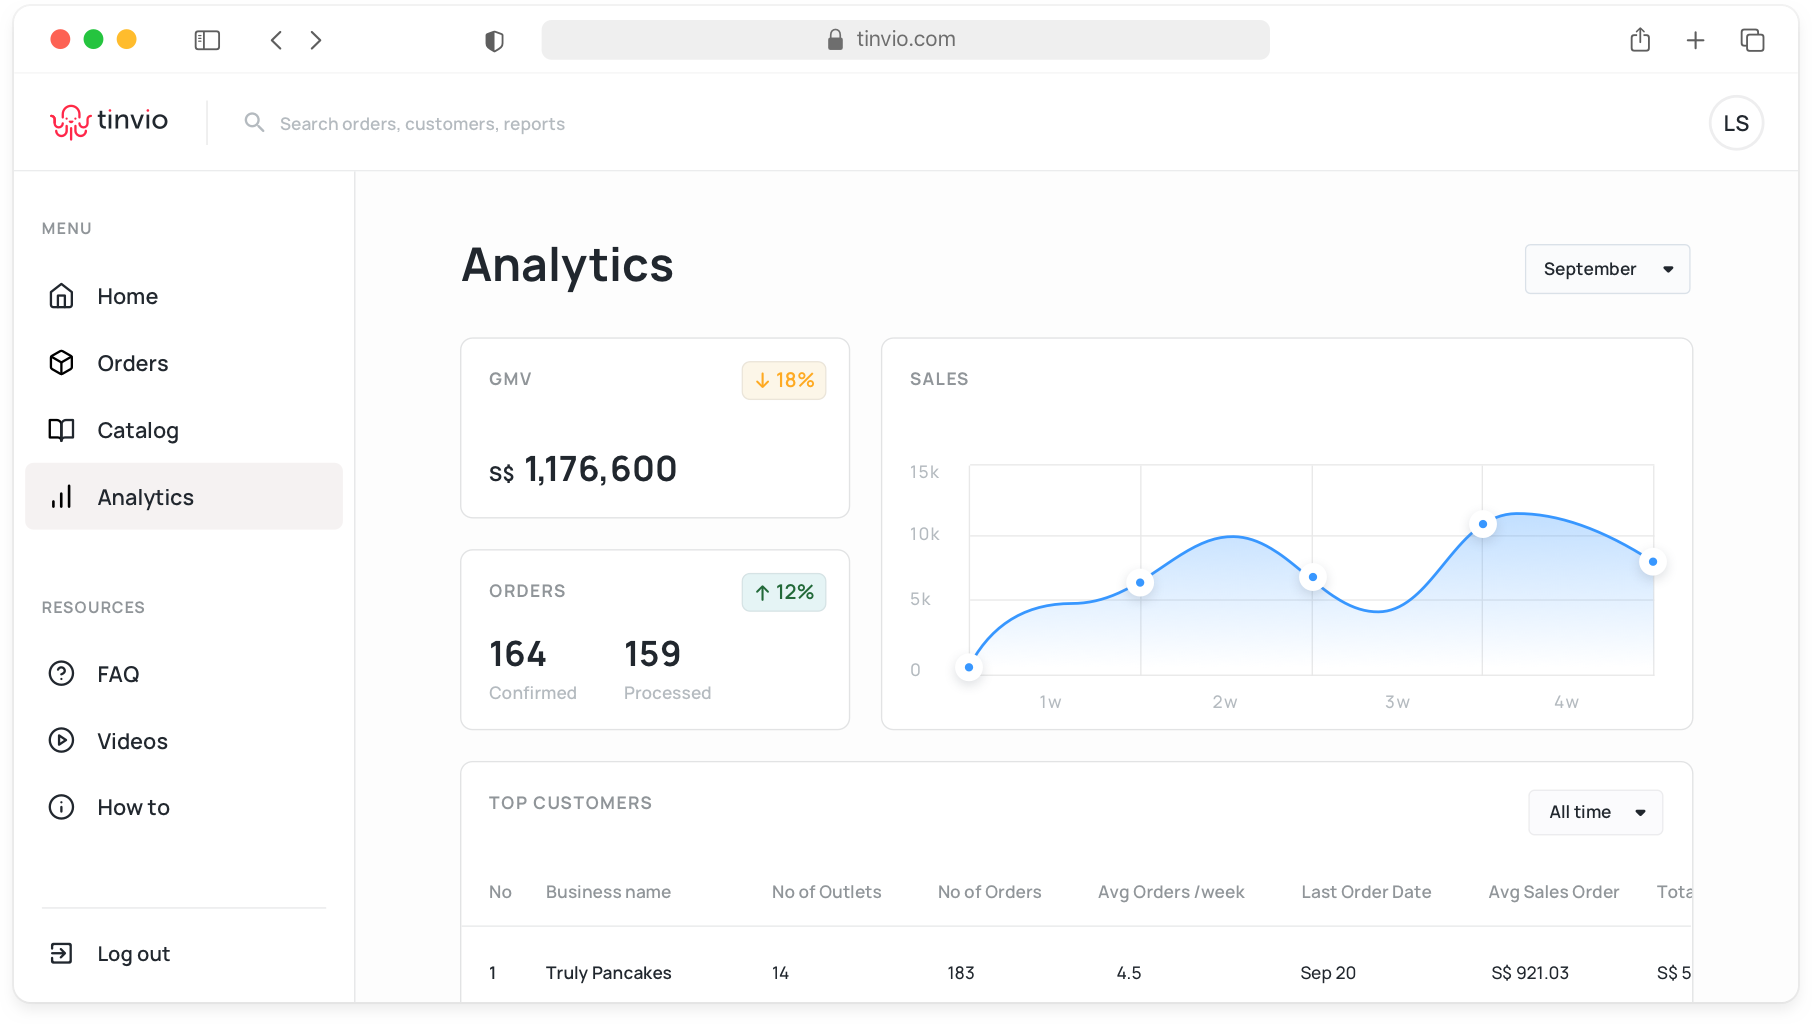 tinvio.com
tinvio
Search orders, customers, reports
LS
MENU
Home
Orders
Catalog
Analytics
RESOURCES
FAQ
Videos
How to
Log out
Analytics
September
GMV
↓ 18%
S$ 1,176,600
ORDERS
↑ 12%
164 159
Confirmed Processed
SALES
15k
10k
5k
0
1w 2w 3w 4w
TOP CUSTOMERS
All time
No Business name No of Outlets No of Orders Avg Orders /week Last Order Date Avg Sales Order
1 Truly Pancakes 14 183 4.5 Sep 20 S$ 921.03 S$ 5